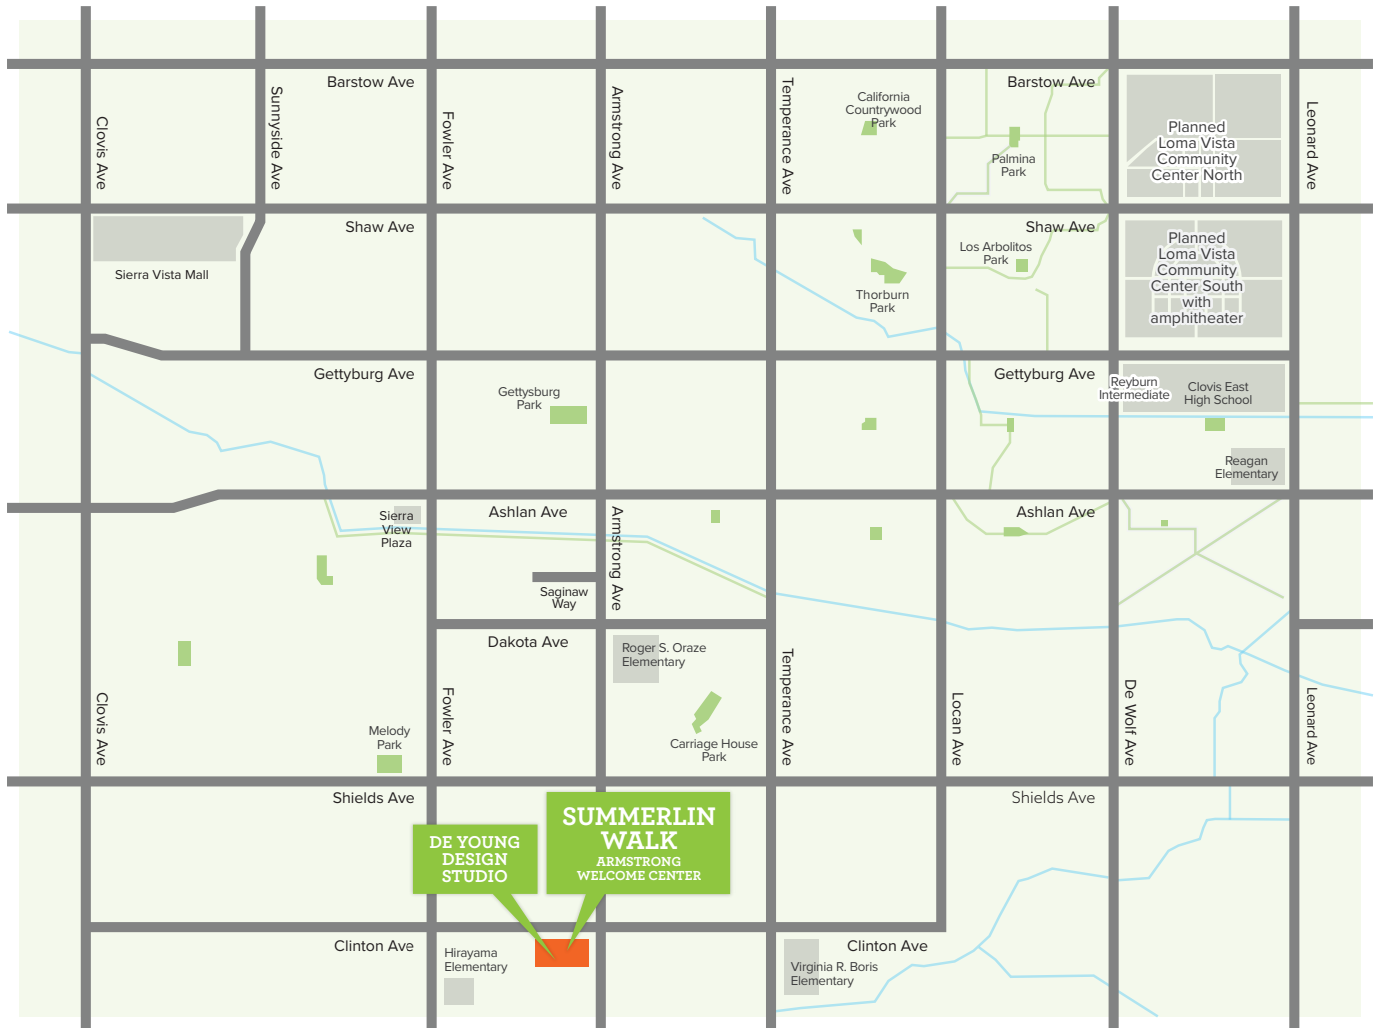 Barstow Ave
Barstow Ave
Clovis Ave
Sunnyside Ave
Fowler Ave
Armstrong Ave
Temperance Ave
California
Countrywood
Park
Palmina
Park
Planned
Loma Vista
Community
Center North
Leonard Ave
Shaw Ave
Shaw Ave
Sierra Vista Mall
Thorburn
Park
Los Arbolitos
Park
Planned
Loma Vista
Community
Center South
with
amphitheater
Gettyburg Ave
Gettyburg Ave
Gettysburg
Park
Reyburn
Intermediate
Clovis East
High School
Reagan
Elementary
Ashlan Ave
Ashlan Ave
Sierra
View
Plaza
Armstrong Ave
Saginaw
Way
Dakota Ave
Roger S. Oraze
Elementary
Carriage House
Park
Melody
Park
Clovis Ave
Fowler Ave
Temperance Ave
Locan Ave
De Wolf Ave
Leonard Ave
Shields Ave
Shields Ave
DE YOUNG
DESIGN
STUDIO
SUMMERLIN
WALK
ARMSTRONG
WELCOME CENTER
Clinton Ave
Clinton Ave
Hirayama
Elementary
Virginia R. Boris
Elementary